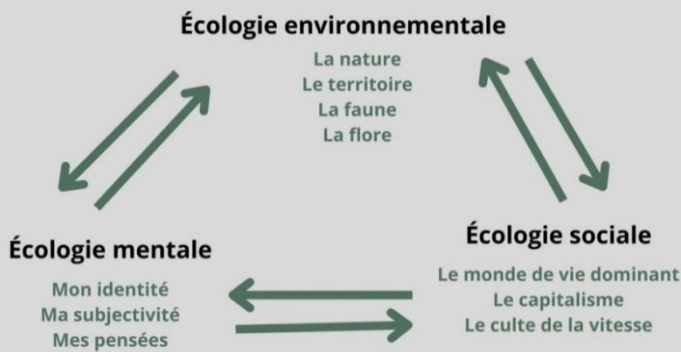 Écologie environnementale
La nature
Le territoire
La faune
La flore
Écologie mentale
Mon identité
Ma subjectivité
Mes pensées
Écologie sociale
Le monde de vie dominant
Le capitalisme
Le culte de la vitesse